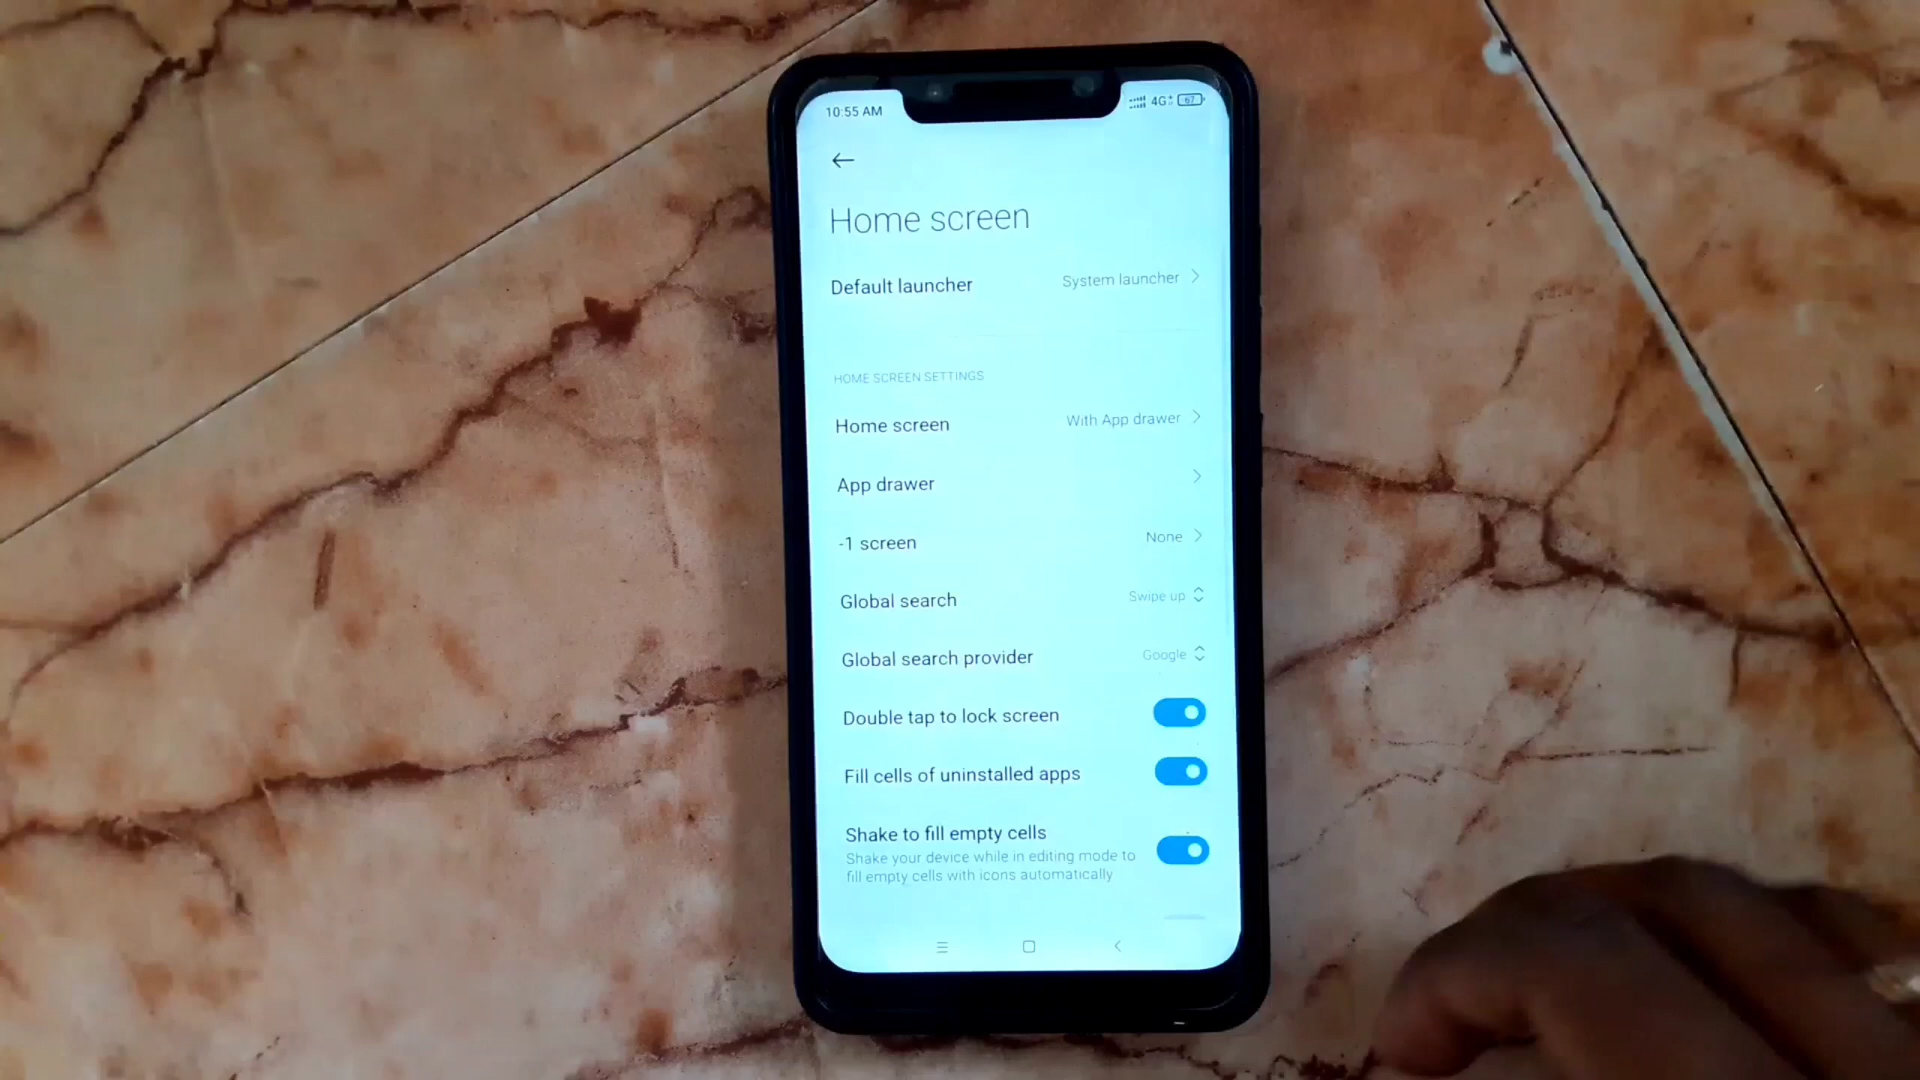 10:55 AM 4G+ 67
Home screen
Default launcher System launcher
HOME SCREEN SETTINGS
Home screen With App drawer
App drawer
-1 screen None
Global search Swipe up
Global search provider Google
Double tap to lock screen
Fill cells of uninstalled apps
Shake to fill empty cells
Shake your device while in editing mode to
fill empty cells with icons automatically